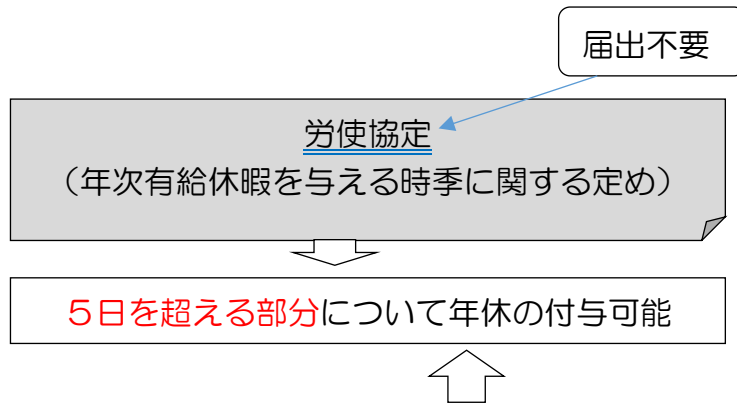 届出不要
労使協定
（年次有給休暇を与える時季に関する定め）
５日を超える部分について年休の付与可能